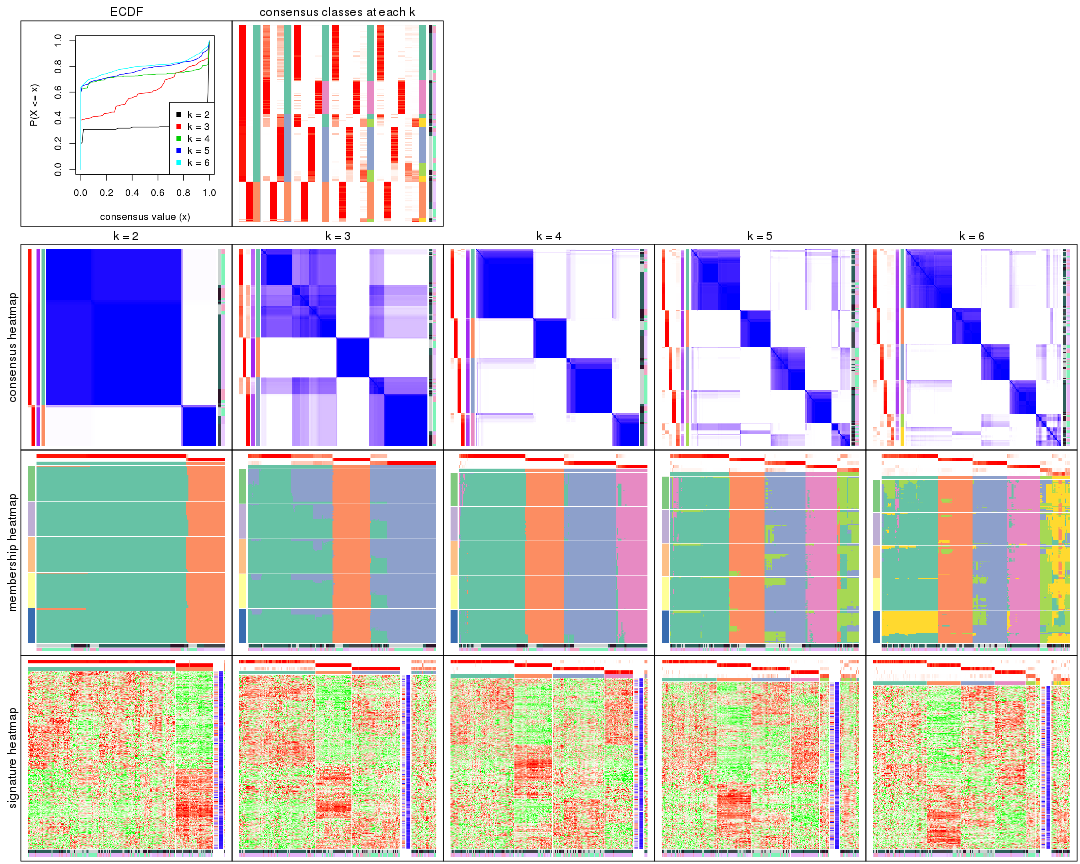 ECDF
consensus classes at each k
P(X <= x)
0.0
0.2
0.4
0.6
0.8
1.0
k = 2
k = 3
k = 4
k = 5
k = 6
0.0 0.2 0.4 0.6 0.8 1.0
consensus value (x)
k = 2
k = 3
k = 4
k = 5
k = 6
consensus heatmap
membership heatmap
signature heatmap